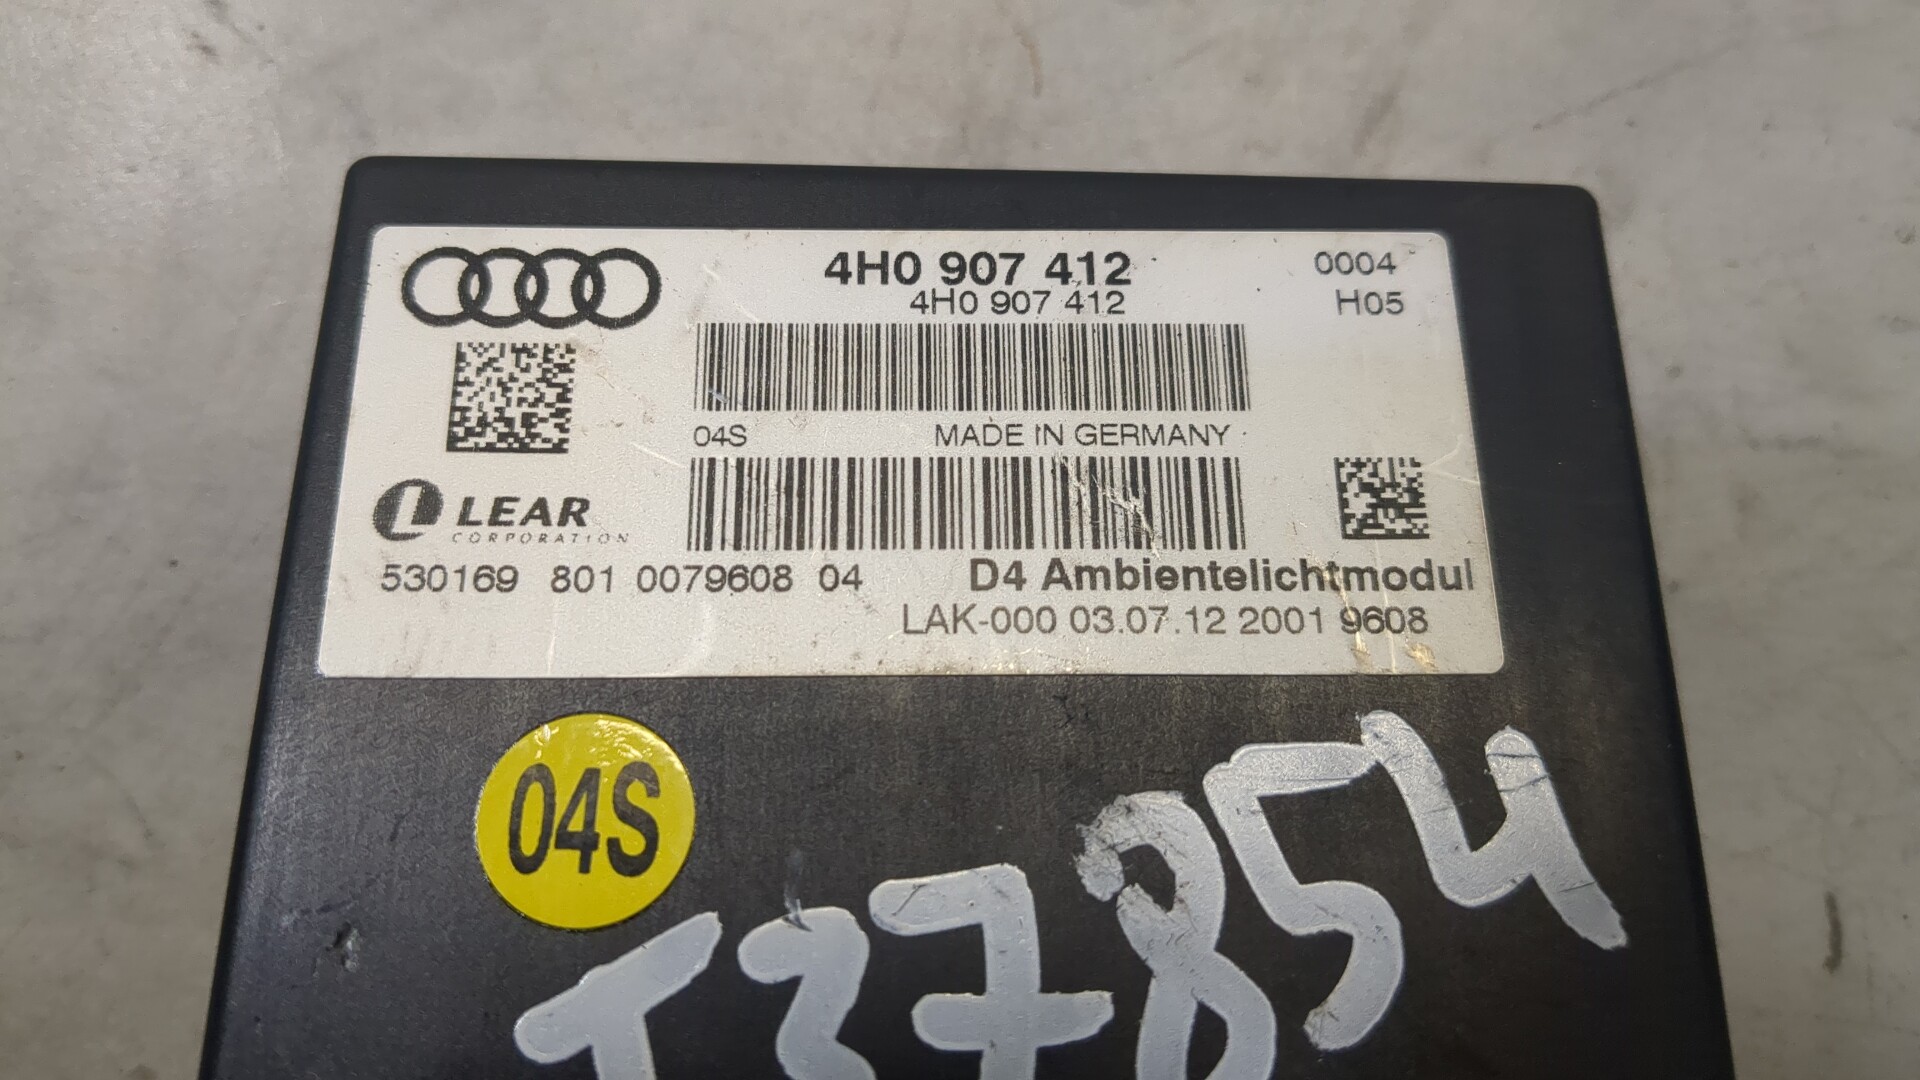 4H0 907 412 0004
4H0 907 412 H05
04S MADE IN GERMANY
LEAR
CORPORATION
530169 801 0079608 04 D4 Ambientelichtmodul
LAK-000 03.07.12 2001 9608
04S
T37854